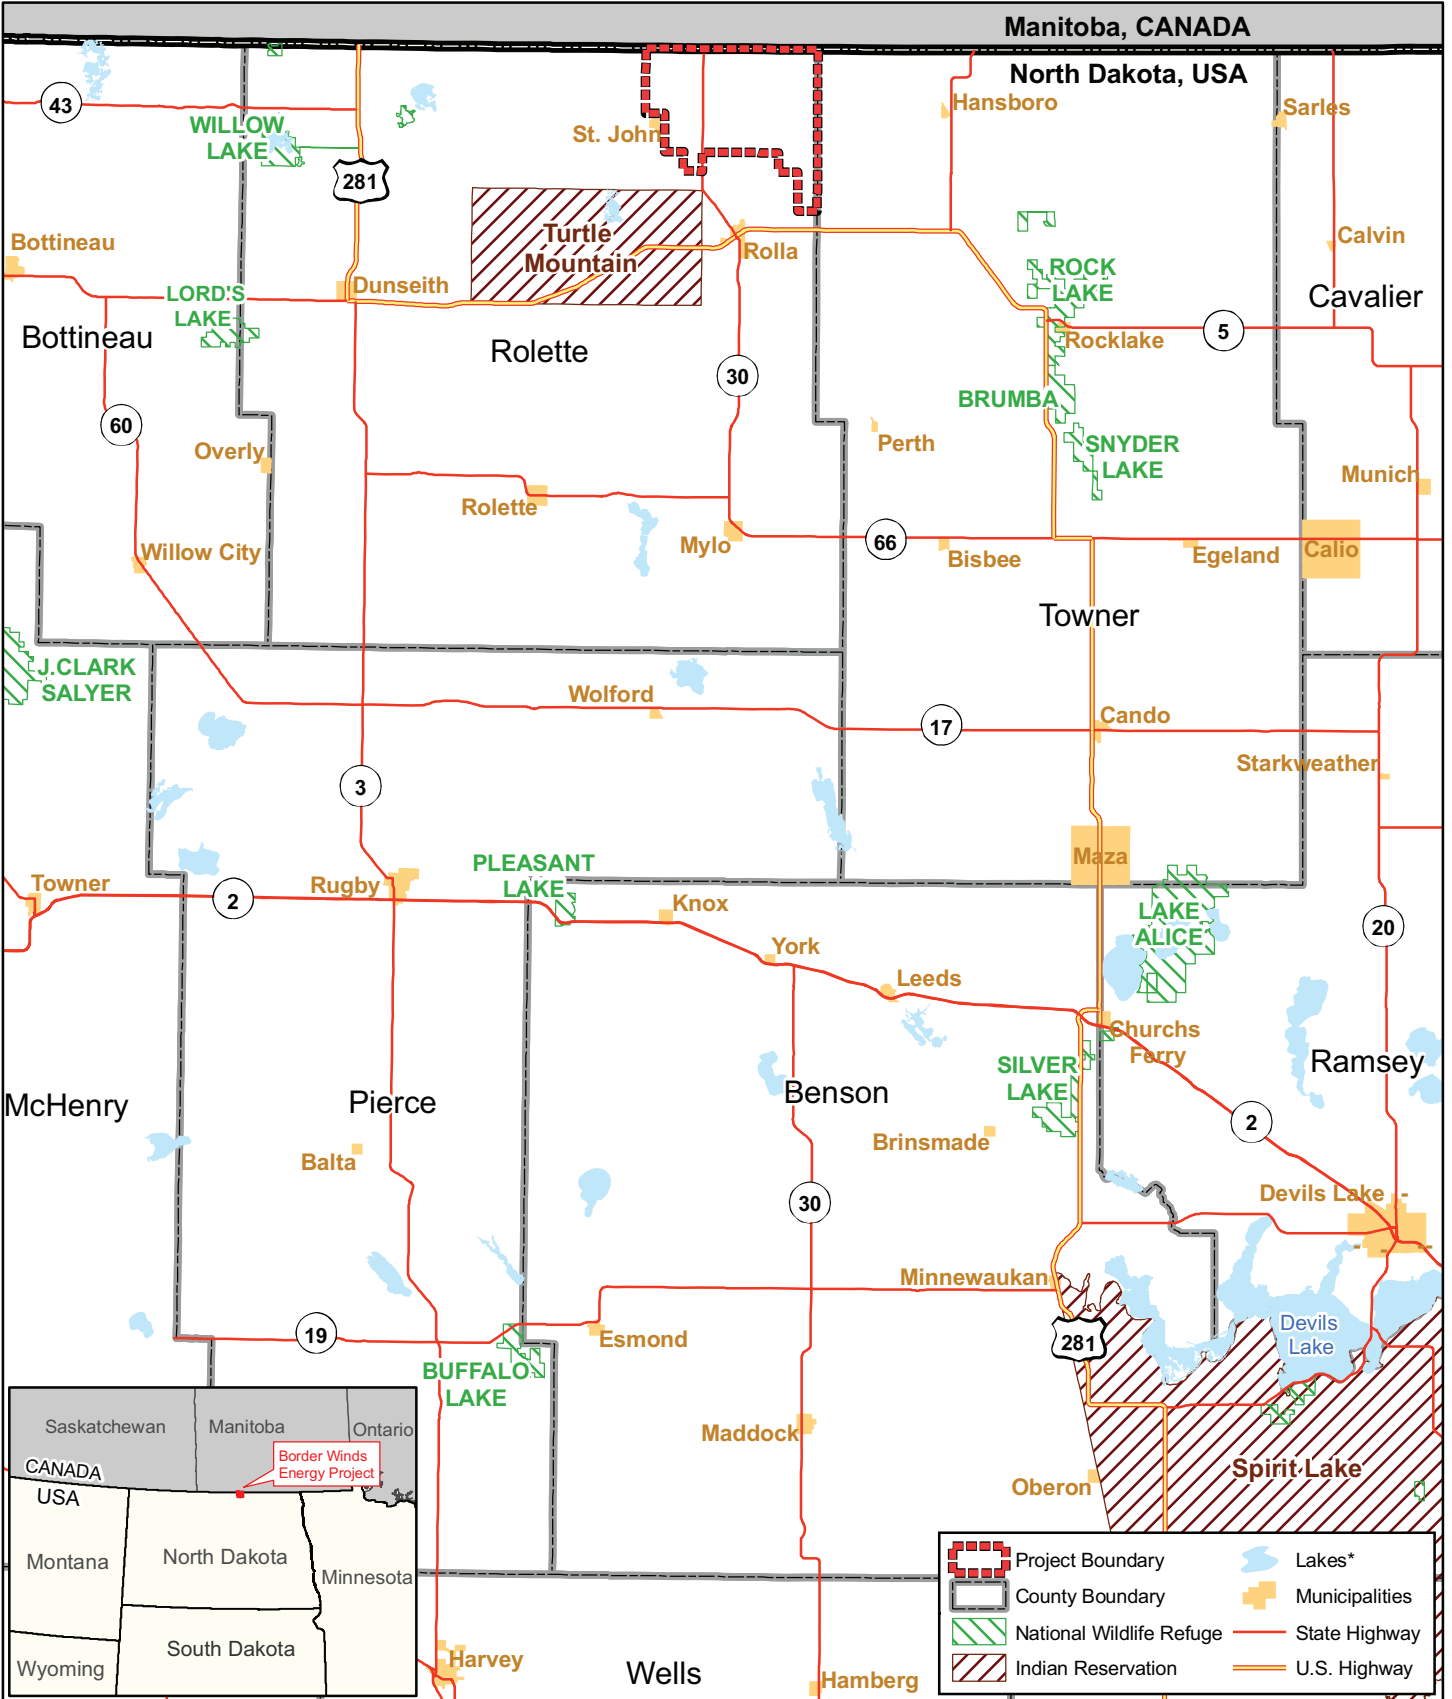 Manitoba, CANADA
North Dakota, USA
43
Hansboro
Sarles
WILLOW
LAKE
St. John
281
Turtle
Mountain
Bottineau
Rolla
Calvin
ROCK
LAKE
Dunseith
LORD'S
LAKE
Cavalier
Bottineau
Rolette
5
Rocklake
30
BRUMBA
60
Overly
Perth
SNYDER
LAKE
Munich
Rolette
Willow City
Mylo
66
Bisbee
Egeland
Calio
Towner
J.CLARK
SALYER
Wolford
17
Cando
Starkweather
3
Towner
2
Rugby
PLEASANT
LAKE
Knox
Maza
York
LAKE
ALICE
20
Leeds
Churchs
Ferry
SILVER
LAKE
Ramsey
McHenry
Pierce
Benson
2
Brinsmade
Balta
30
Devils Lake
Minnewaukan
19
Esmond
281
Devils
Lake
BUFFALO
LAKE
Maddock
Spirit Lake
Oberon
Harvey
Wells
Hamberg
Saskatchewan
Manitoba
Ontario
Border Winds
Energy Project
CANADA
USA
Montana
North Dakota
Minnesota
South Dakota
Wyoming
Project Boundary
County Boundary
National Wildlife Refuge
Indian Reservation
Lakes*
Municipalities
State Highway
U.S. Highway